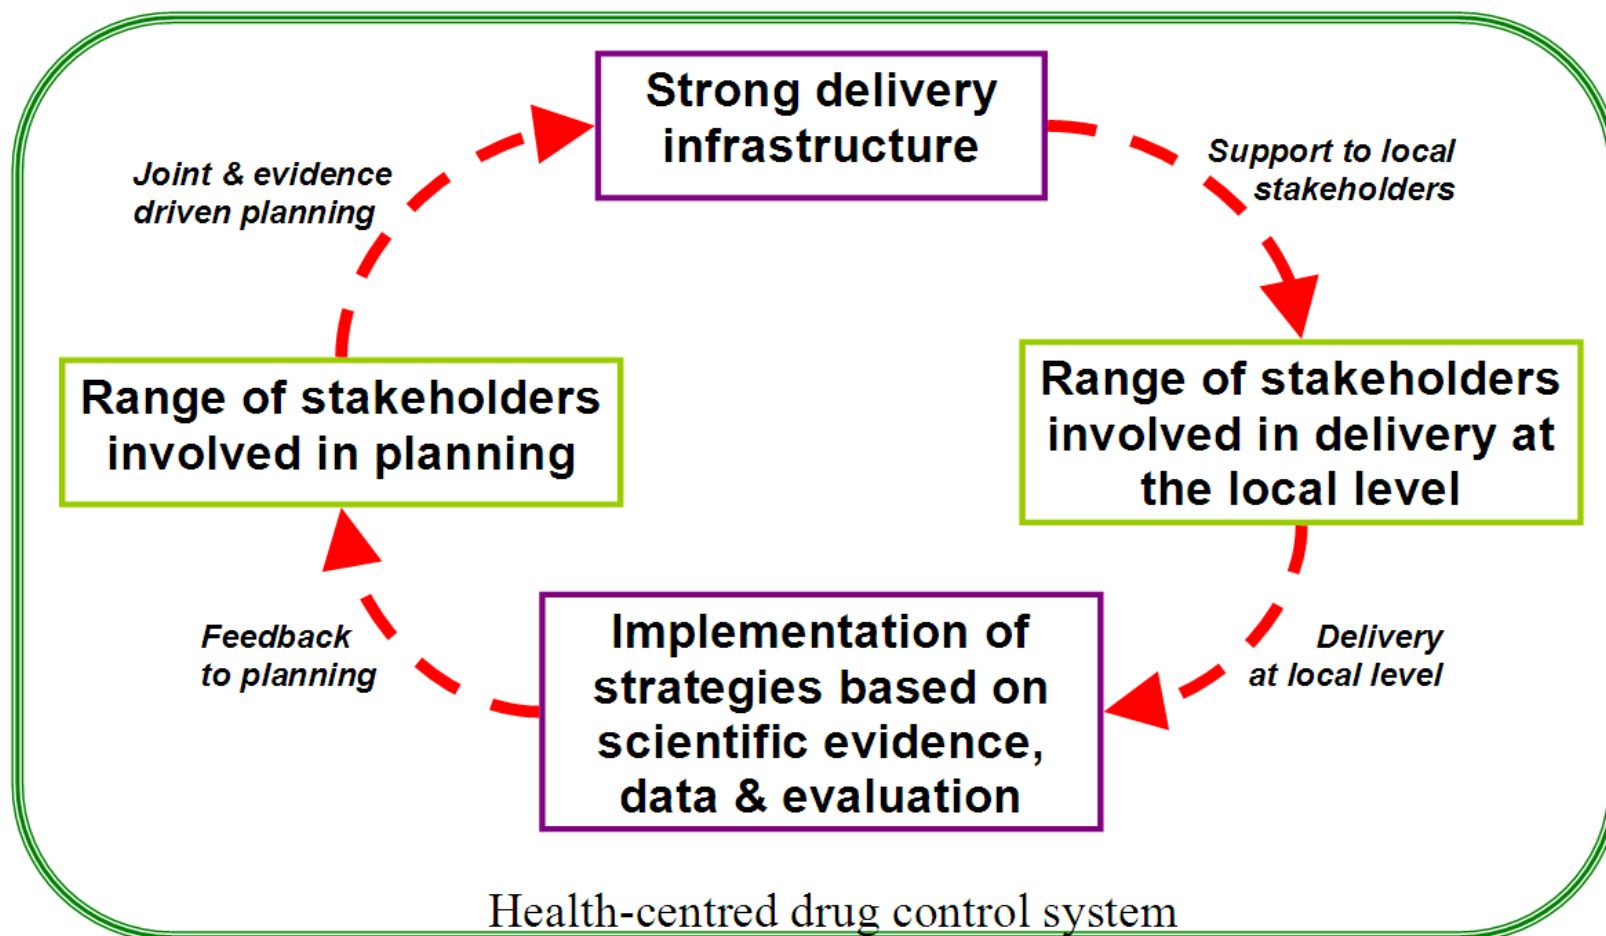 Strong delivery
infrastructure
Joint & evidence
driven planning
Support to local
stakeholders
Range of stakeholders
involved in planning
Range of stakeholders
involved in delivery at
the local level
Feedback
to planning
Implementation of
strategies based on
scientific evidence,
data & evaluation
Delivery
at local level
Health-centred drug control system